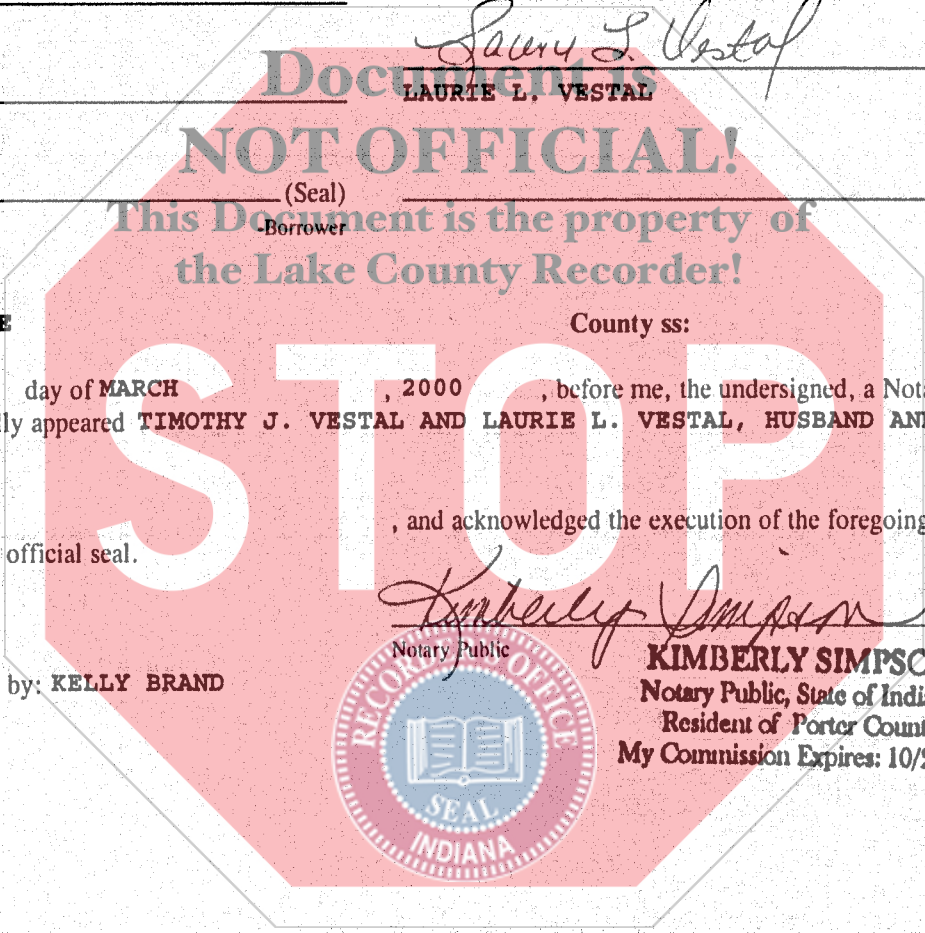 Laurie L. Vestal
Document is
LAURIE L. VESTAL
NOT OFFICIAL!
(Seal)
This Document is the property of
-Borrower
the Lake County Recorder!
E
County ss:
day of MARCH , 2000 , before me, the undersigned, a Nota
lly appeared TIMOTHY J. VESTAL AND LAURIE L. VESTAL, HUSBAND AN
STOP
, and acknowledged the execution of the foregoing
official seal.
Kimberly Simpson
Notary Public
KIMBERLY SIMPSO
by: KELLY BRAND
Notary Public, State of Indi
Resident of Porter Count
My Commission Expires: 10/
RECORDER'S OFFICE
SEAL
INDIANA